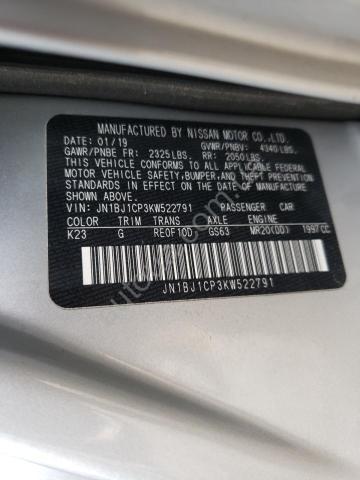 MANUFACTURED BY NISSAN MOTOR CO.,LTD.
DATE: 01/19 GVWR/PNBV: 4340 LBS.
GAWR/PNBE FR: 2325 LBS. RR: 2050 LBS.
THIS VEHICLE CONFORMS TO ALL APPLICABLE FEDERAL
MOTOR VEHICLE SAFETY,BUMPER,AND THEFT PREVENTION
STANDARDS IN EFFECT ON THE DATE OF MANUFACTURE
SHOWN ABOVE.
VIN: JN1BJ1CP3KW522791 PASSENGER CAR
COLOR TRIM TRANS AXLE ENGINE
K23 G RE0F10D GS63 MR20(DD) 1997CC
JN1BJ1CP3KW522791